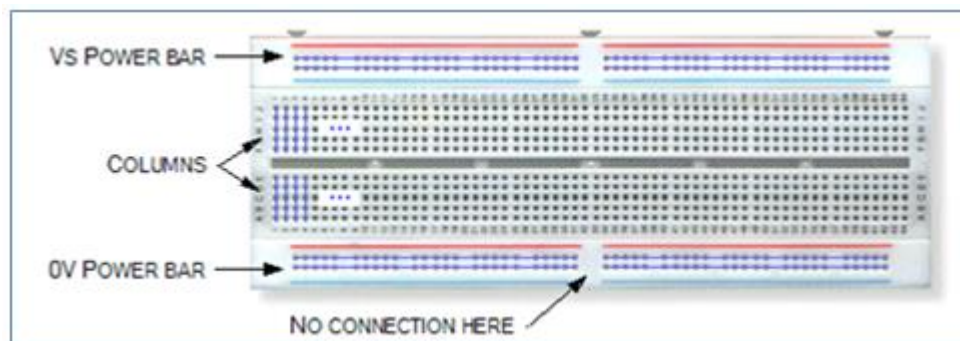 VS POWER BAR
COLUMNS
0V POWER BAR
NO CONNECTION HERE